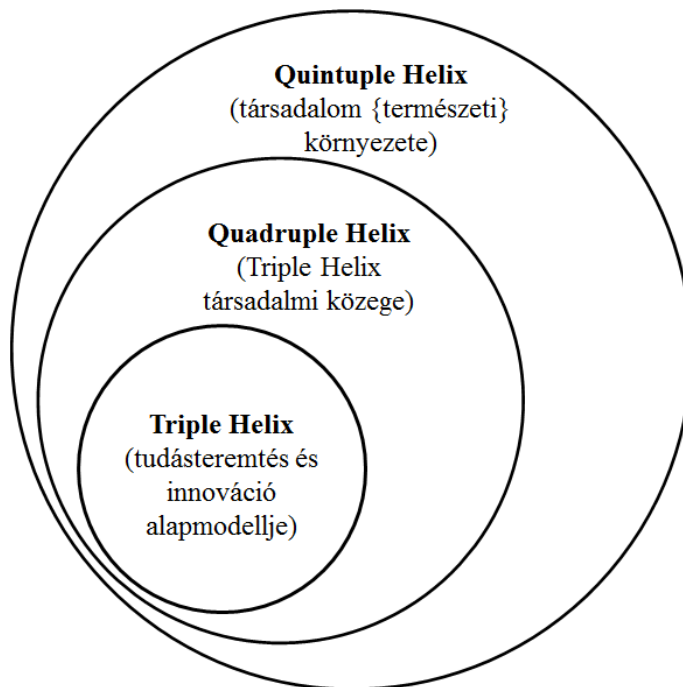 Quintuple Helix
(társadalom {természeti}
környezete)
Quadruple Helix
(Triple Helix
társadalmi közege)
Triple Helix
(tudásteremtés és
innováció
alapmodellje)